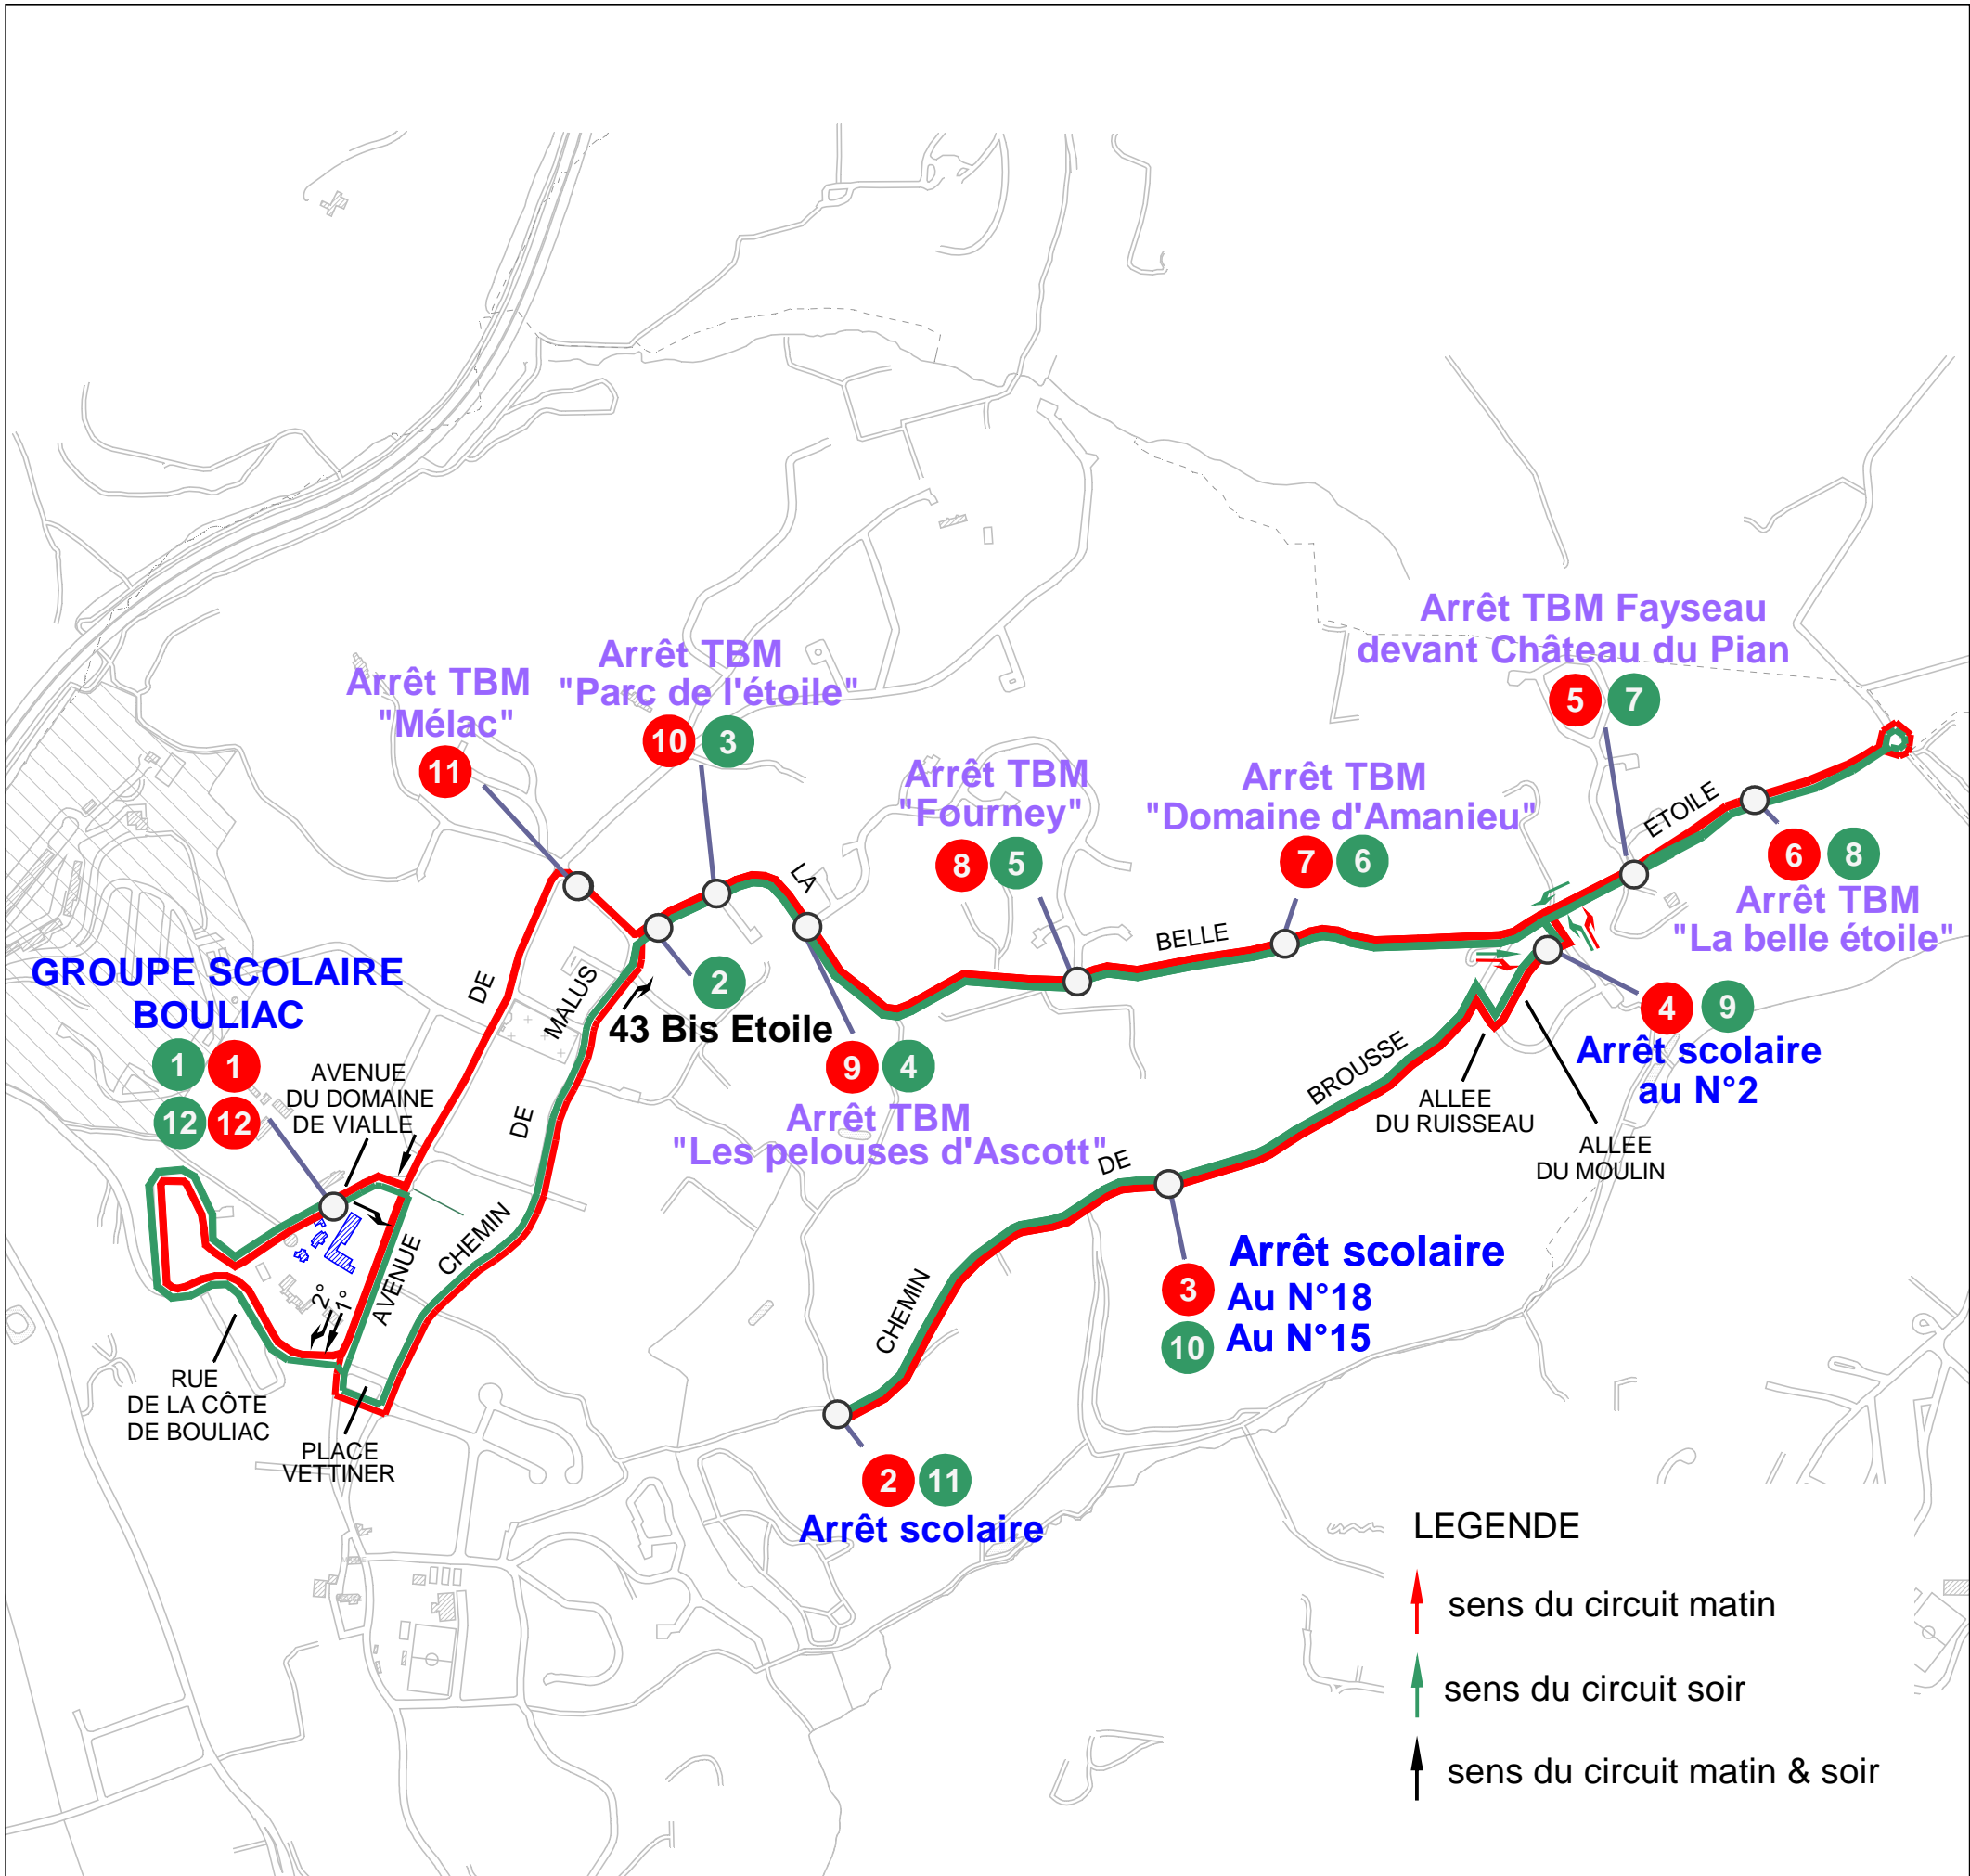 Arrêt TBM Fayseau
devant Château du Pian
5 7
Arrêt TBM
"Parc de l'étoile"
10 3
Arrêt TBM
"Mélac"
11
Arrêt TBM
"Fourney"
8 5
Arrêt TBM
"Domaine d'Amanieu"
7 6
ETOILE
6 8
Arrêt TBM
"La belle étoile"
LA
BELLE
GROUPE SCOLAIRE
BOULIAC
1 1
12 12
DE
MALUS
2
43 Bis Etoile
9 4
Arrêt TBM
"Les pelouses d'Ascott"
4 9
Arrêt scolaire
au N°2
AVENUE
DU DOMAINE
DE VIALLE
DE
BROUSSE
ALLEE
DU RUISSEAU
ALLEE
DU MOULIN
DE
CHEMIN
AVENUE
2°
1°
Arrêt scolaire
3 Au N°18
10 Au N°15
CHEMIN
RUE
DE LA CÔTE
DE BOULIAC
PLACE
VETTINER
2 11
Arrêt scolaire
LEGENDE
sens du circuit matin
sens du circuit soir
sens du circuit matin & soir